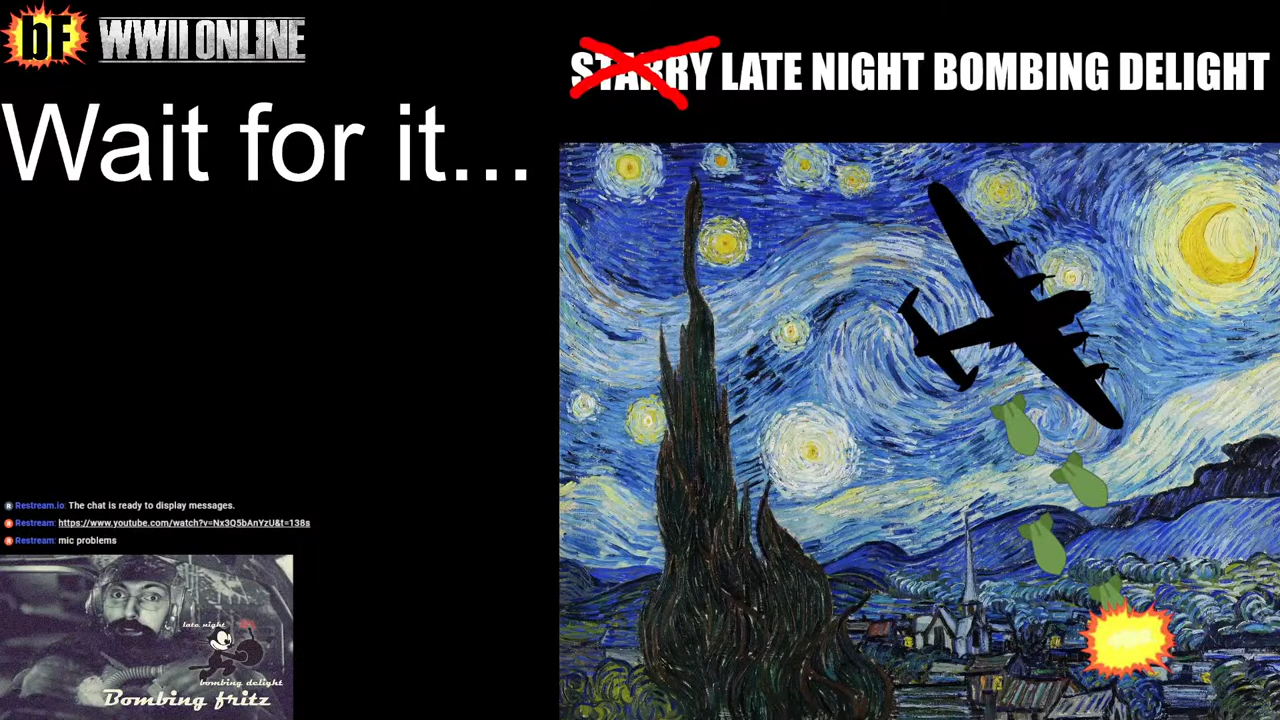 bF WWII ONLINE
STARRY LATE NIGHT BOMBING DELIGHT
Wait for it...
Restream.io: The chat is ready to display messages.
Restream: https://www.youtube.com/watch?v=Nx3Q5bAnYzU&t=138s
Restream: mic problems
late night
bombing delight
Bombing fritz